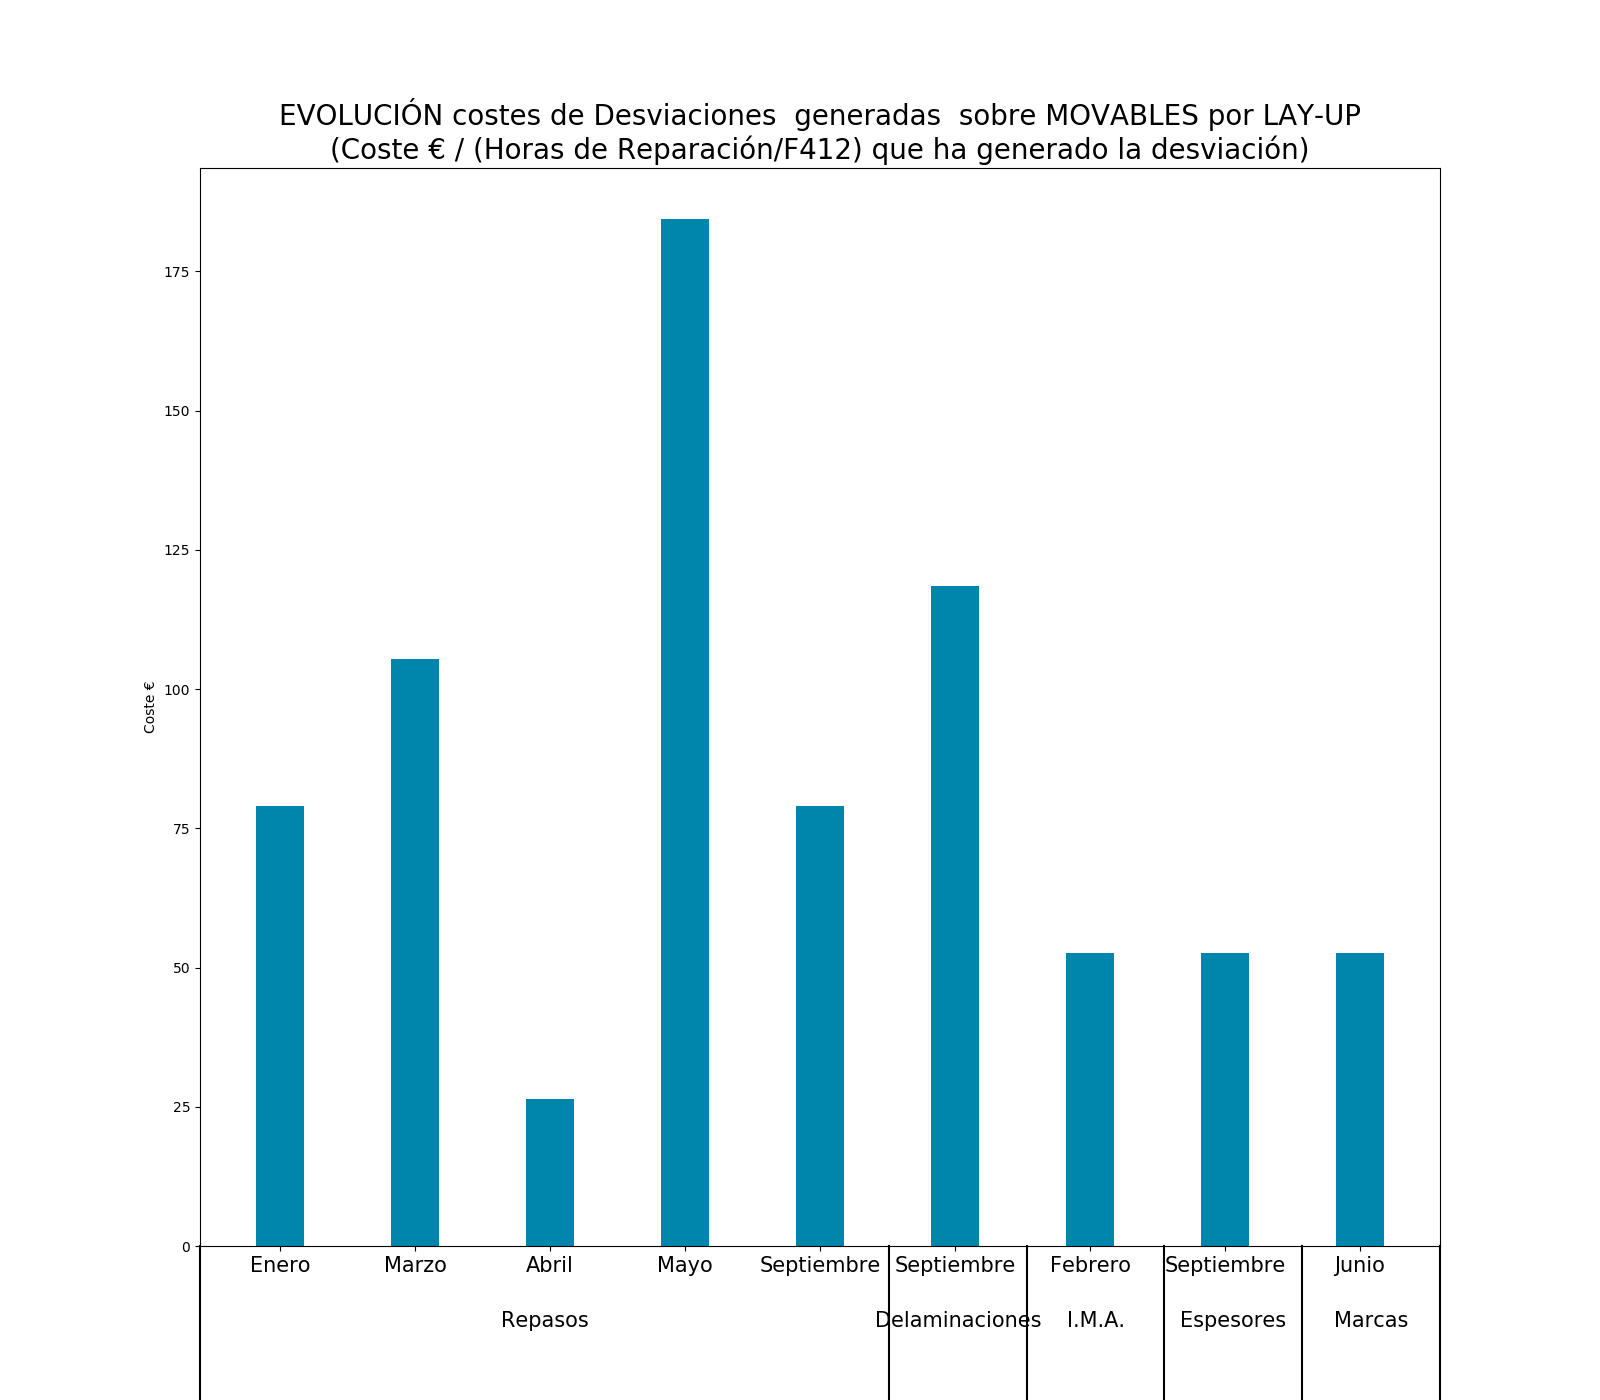 EVOLUCIÓN costes de Desviaciones  generadas  sobre MOVABLES por LAY-UP
(Coste € / (Horas de Reparación/F412) que ha generado la desviación)
175
150
125
100
75
50
25
0
Coste €
Enero Marzo Abril Mayo Septiembre Septiembre Febrero Septiembre Junio
Repasos Delaminaciones I.M.A. Espesores Marcas